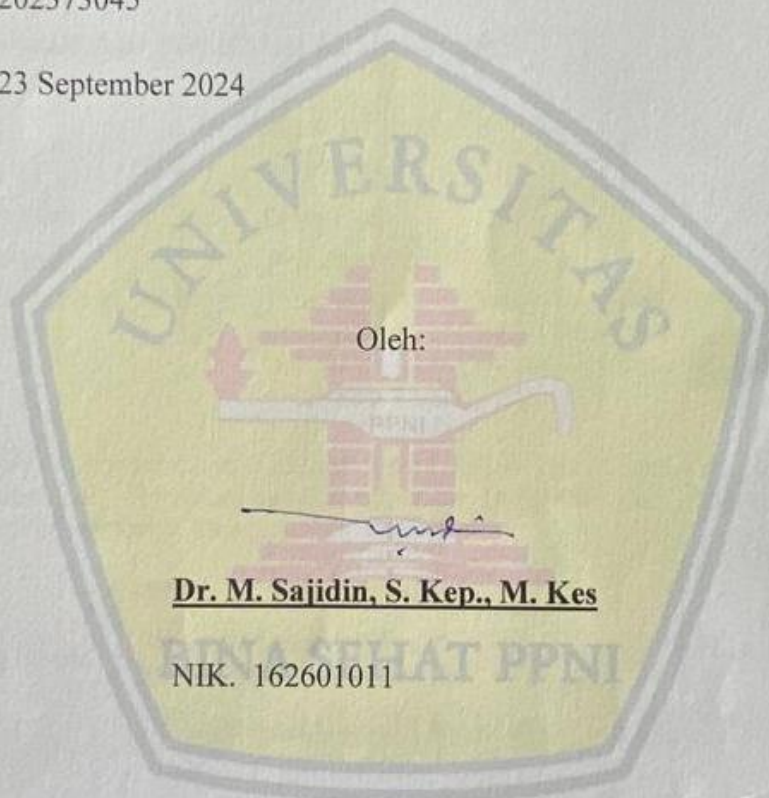 23 September 2024
UNIVERSITAS
Oleh:
PPNI
Dr. M. Sajidin, S. Kep., M. Kes
BINA SEHAT PPNI
NIK. 162601011